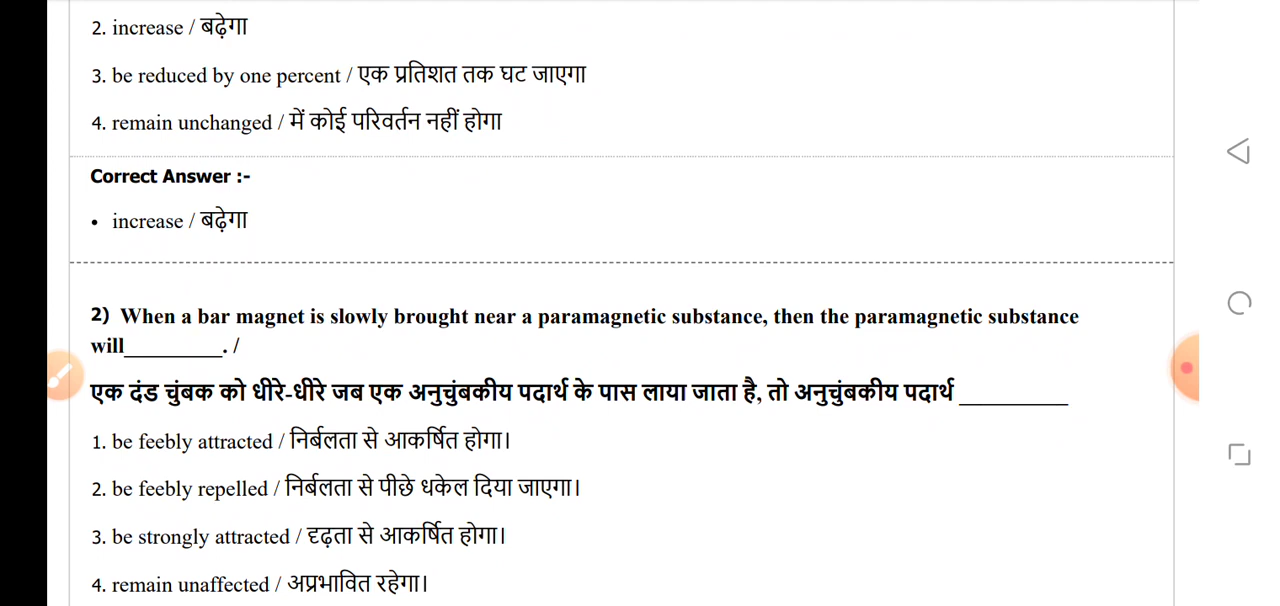 2. increase / बढ़ेगा
3. be reduced by one percent / एक प्रतिशत तक घट जाएगा
4. remain unchanged / में कोई परिवर्तन नहीं होगा
Correct Answer :-
• increase / बढ़ेगा
2) When a bar magnet is slowly brought near a paramagnetic substance, then the paramagnetic substance
will_________. /
एक दंड चुंबक को धीरे-धीरे जब एक अनुचुंबकीय पदार्थ के पास लाया जाता है, तो अनुचुंबकीय पदार्थ _________
1. be feebly attracted / निर्बलता से आकर्षित होगा।
2. be feebly repelled / निर्बलता से पीछे धकेल दिया जाएगा।
3. be strongly attracted / दृढ़ता से आकर्षित होगा।
4. remain unaffected / अप्रभावित रहेगा।